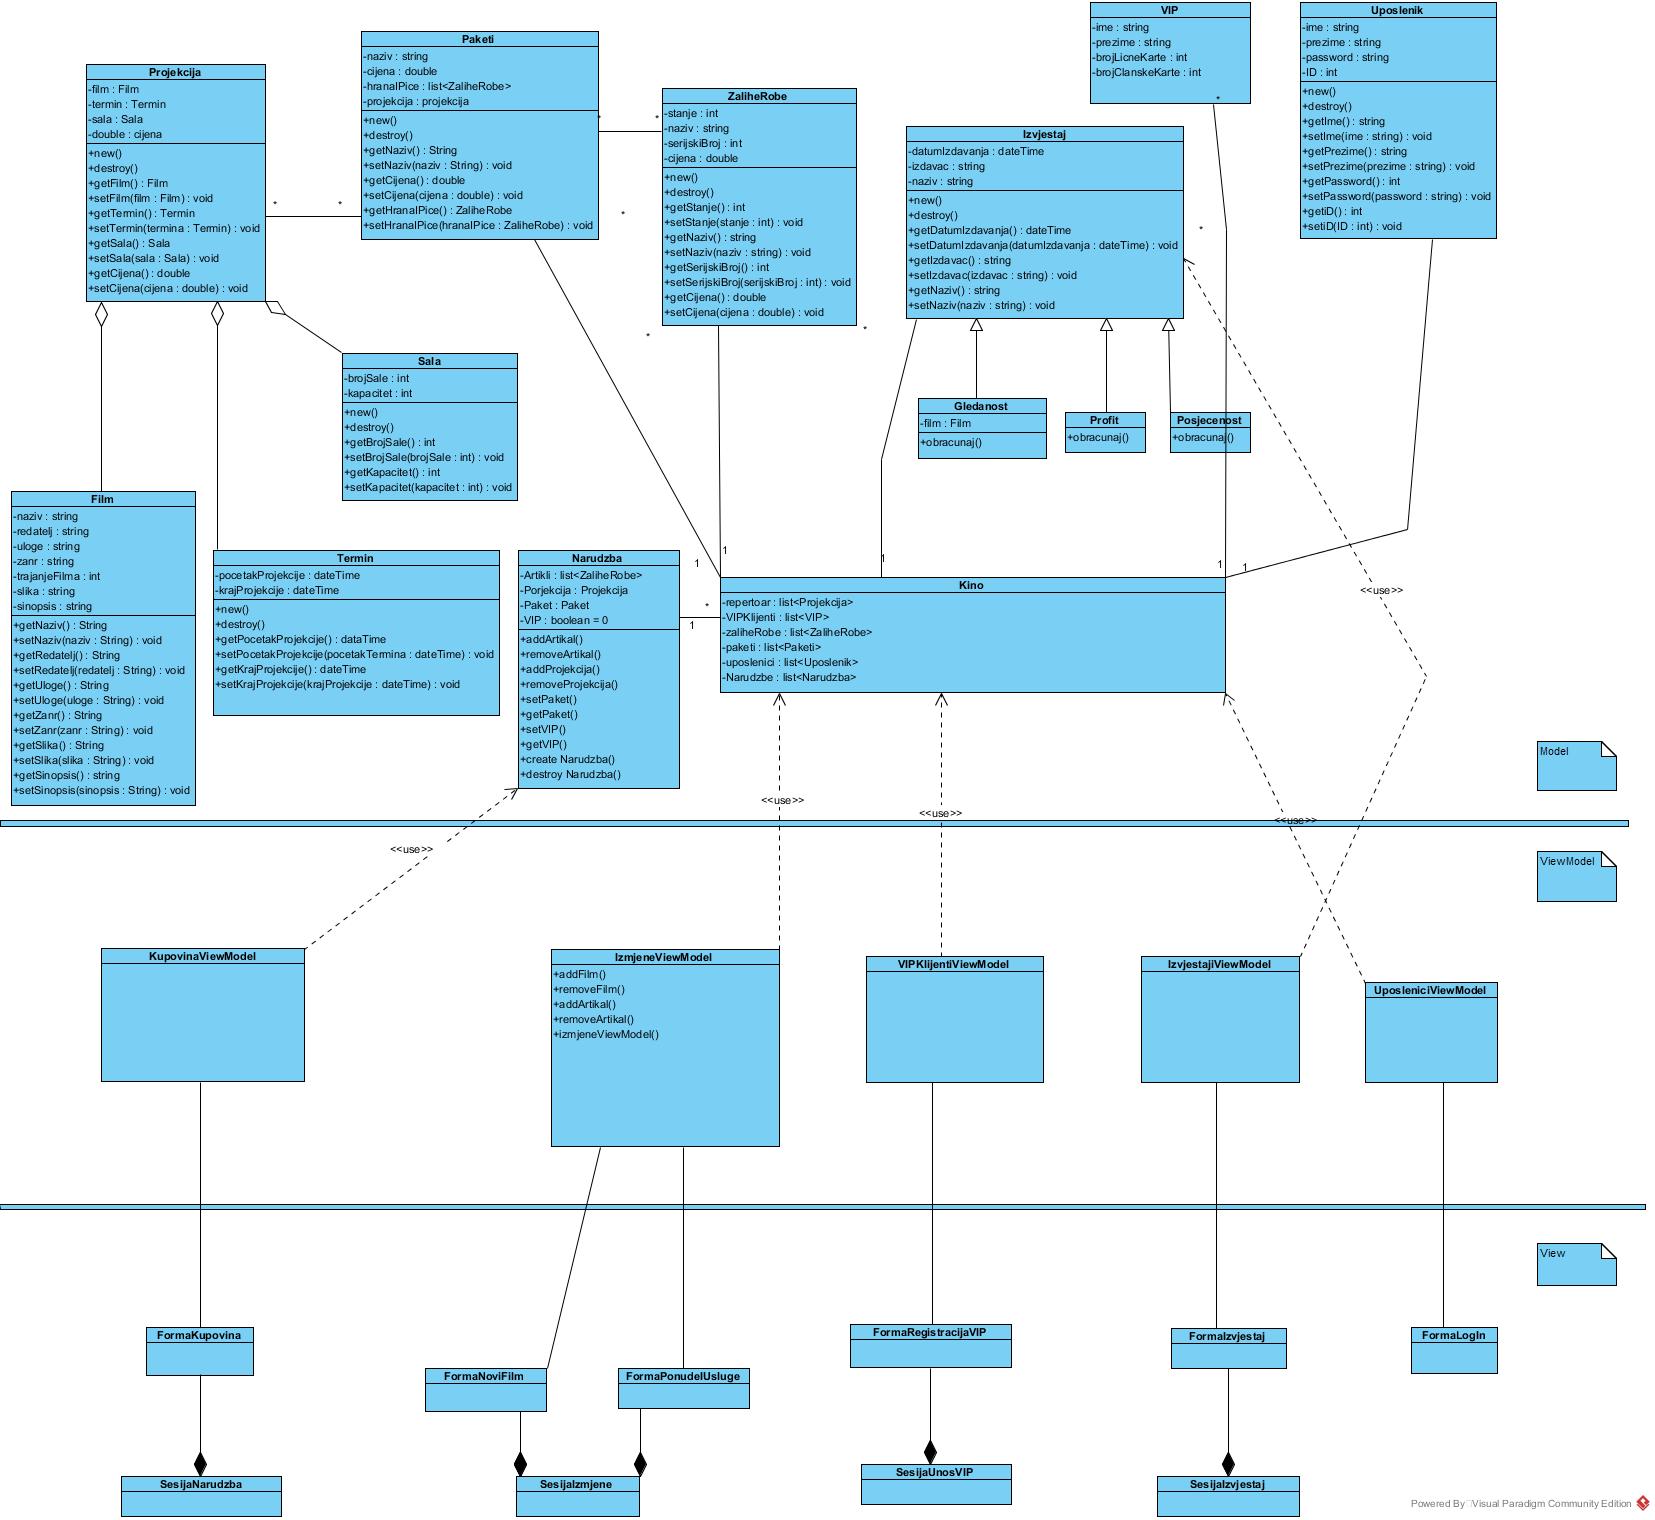 Projekcija
-film : Film
-termin : Termin
-sala : Sala
-double : cijena
+new()
+destroy()
+getFilm() : Film
+setFilm(film : Film) : void
+getTermin() : Termin
+setTermin(termina : Termin) : void
+getSala() : Sala
+setSala(sala : Sala) : void
+getCijena() : double
+setCijena(cijena : double) : void
Paketi
-naziv : string
-cijena : double
-hranaIPice : list<ZaliheRobe>
-projekcija : projekcija
+new()
+destroy()
+getNaziv() : String
+setNaziv(naziv : String) : void
+getCijena() : double
+setCijena(cijena : double) : void
+getHranaIPice() : ZaliheRobe
+setHranaIPice(hranaIPice : ZaliheRobe) : void
ZaliheRobe
-stanje : int
-naziv : string
-serijskiBroj : int
-cijena : double
+new()
+destroy()
+getStanje() : int
+setStanje(stanje : int) : void
+getNaziv() : string
+setNaziv(naziv : string) : void
+getSerijskiBroj() : int
+setSerijskiBroj(serijskiBroj : int) : void
+getCijena() : double
+setCijena(cijena : double) : void
Izvjestaj
-datumIzdavanja : dateTime
-izdavac : string
-naziv : string
+new()
+destroy()
+getDatumIzdavanja() : dateTime
+setDatumIzdavanja(datumIzdavanja : dateTime) : void
+getIzdavac() : string
+setIzdavac(izdavac : string) : void
+getNaziv() : string
+setNaziv(naziv : string) : void
VIP
-ime : string
-prezime : string
-brojLicneKarte : int
-brojClanskeKarte : int
Uposlenik
-ime : string
-prezime : string
-password : string
-ID : int
+new()
+destroy()
+getIme() : string
+setIme(ime : string) : void
+getPrezime() : string
+setPrezime(prezime : string) : void
+getPassword() : int
+setPassword(password : string) : void
+getiD() : int
+setiD(ID : int) : void
*
*
*
*
*
*
*
*
*
Sala
-brojSale : int
-kapacitet : int
+new()
+destroy()
+getBrojSale() : int
+setBrojSale(brojSale : int) : void
+getKapacitet() : int
+setKapacitet(kapacitet : int) : void
Gledanost
-film : Film
+obracunaj()
Profit
+obracunaj()
Posjecenost
+obracunaj()
Film
-naziv : string
-redatelj : string
-uloge : string
-zanr : string
-trajanjeFilma : int
-slika : string
-sinopsis : string
+getNaziv() : String
+setNaziv(naziv : String) : void
+getRedatelj() : String
+setRedatelj(redatelj : String) : void
+getUloge() : String
+setUloge(uloge : String) : void
+getZanr() : String
+setZanr(zanr : String) : void
+getSlika() : String
+setSlika(slika : String) : void
+getSinopsis() : string
+setSinopsis(sinopsis : String) : void
Termin
-pocetakProjekcije : dateTime
-krajProjekcije : dateTime
+new()
+destroy()
+getPocetakProjekcije() : dataTime
+setPocetakProjekcije(pocetakTermina : dateTime) : void
+getKrajProjekcije() : dateTime
+setKrajProjekcije(krajProjekcije : dateTime) : void
Narudzba
-Artikli : list<ZaliheRobe>
-Porjekcija : Projekcija
-Paket : Paket
-VIP : boolean = 0
+addArtikal()
+removeArtikal()
+addProjekcija()
+removeProjekcija()
+setPaket()
+getPaket()
+setVIP()
+getVIP()
+create Narudzba()
+destroy Narudzba()
1
1
1
1
1
*
1
Kino
-repertoar : list<Projekcija>
-VIPKlijenti : list<VIP>
-zaliheRobe : list<ZaliheRobe>
-paketi : list<Paketi>
-uposlenici : list<Uposlenik>
-Narudzbe : list<Narudzba>
<<use>>
Model
<<use>>
<<use>>
<<use>>
<<use>>
ViewModel
KupovinaViewModel
IzmjeneViewModel
+addFilm()
+removeFilm()
+addArtikal()
+removeArtikal()
+izmjeneViewModel()
VIPKlijentiViewModel
IzvjestajiViewModel
UposleniciViewModel
View
FormaKupovina
FormaNoviFilm
FormaPonudeIUsluge
FormaRegistracijaVIP
FormaIzvjestaj
FormaLogIn
SesijaNarudzba
SesijaIzmjene
SesijaUnosVIP
SesijaIzvjestaj
Powered By Visual Paradigm Community Edition